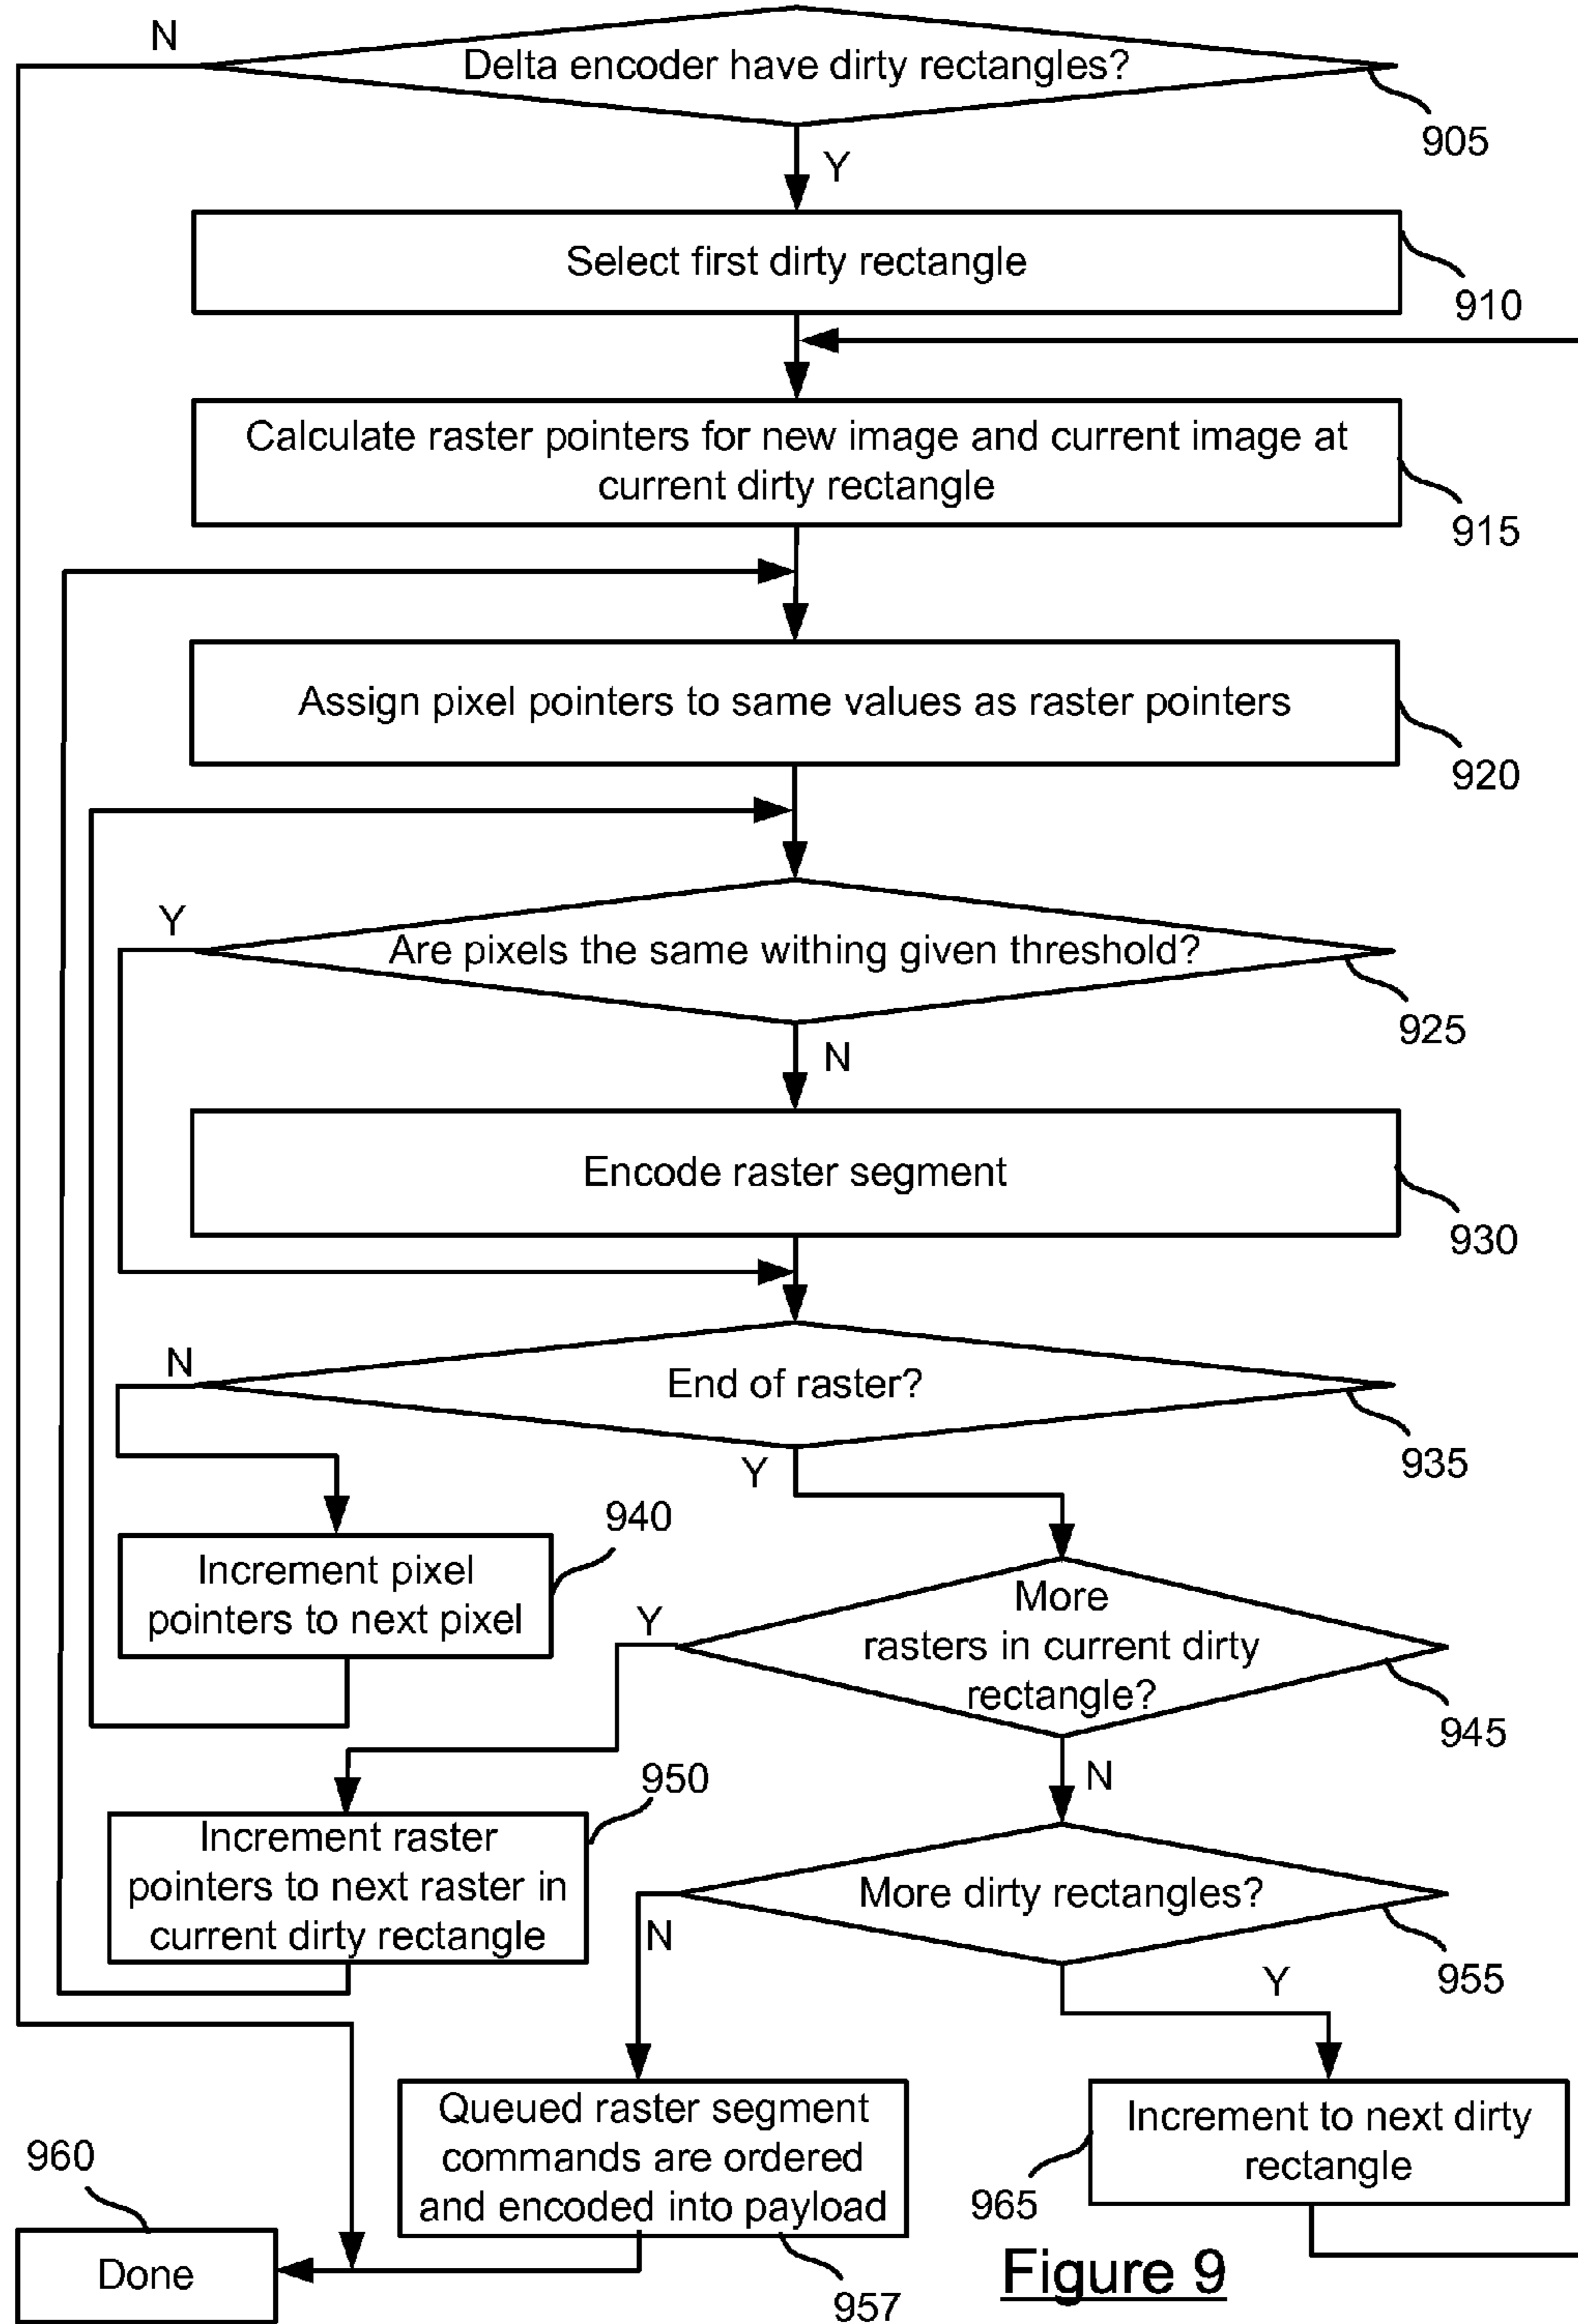 N
Delta encoder have dirty rectangles?
905
Y
Select first dirty rectangle
910
Calculate raster pointers for new image and current image at
current dirty rectangle
915
Assign pixel pointers to same values as raster pointers
920
Y
Are pixels the same withing given threshold?
925
N
Encode raster segment
930
N
End of raster?
935
Y
940
Increment pixel
pointers to next pixel
Y
More
rasters in current dirty
rectangle?
945
N
950
Increment raster
pointers to next raster in
current dirty rectangle
More dirty rectangles?
955
N
Y
Queued raster segment
commands are ordered
and encoded into payload
957
Increment to next dirty
rectangle
965
960
Done
Figure 9